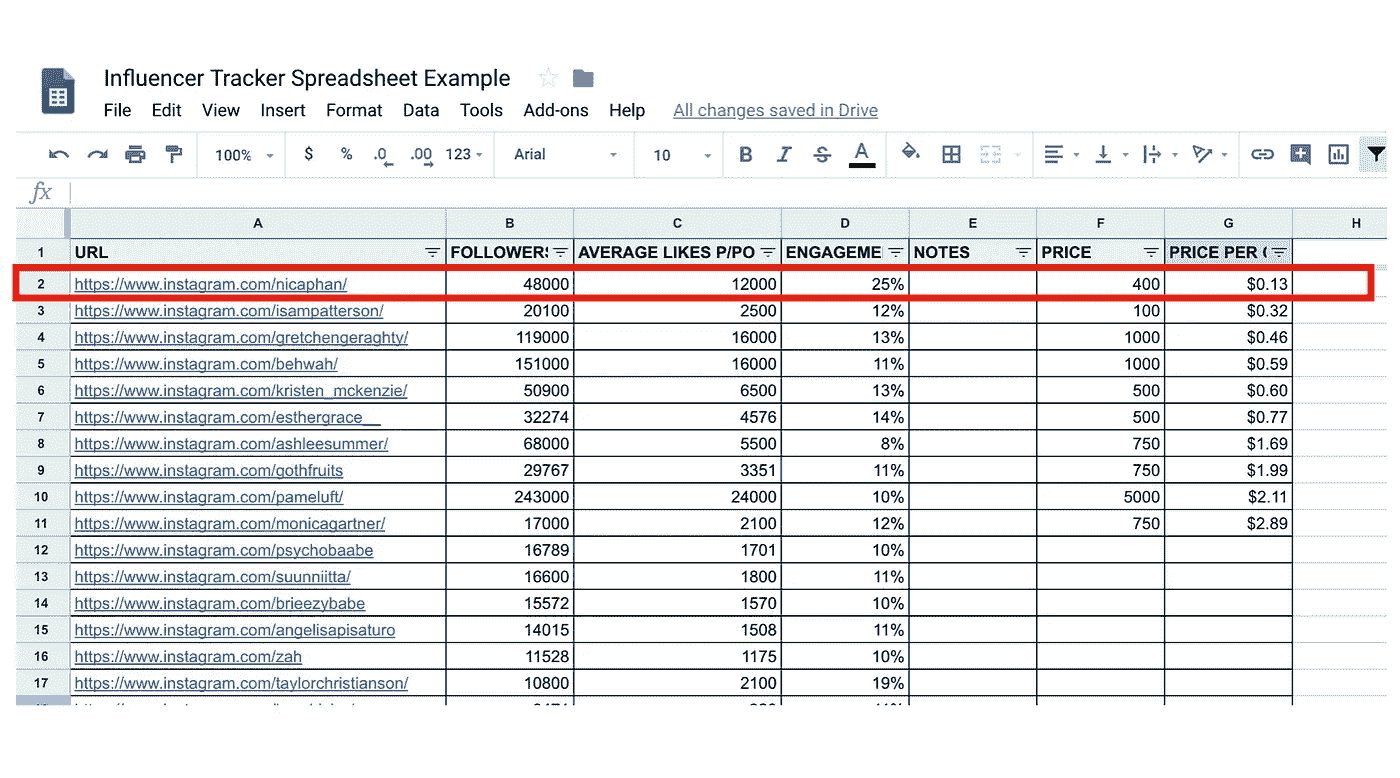 Influencer Tracker Spreadsheet Example
File Edit View Insert Format Data Tools Add-ons Help All changes saved in Drive
100% $ % .0 .00 123 Arial 10 B I S A
fx
A B C D E F G H
1 URL FOLLOWERS AVERAGE LIKES P/PO ENGAGEME NOTES PRICE PRICE PER
2 https://www.instagram.com/nicaphan/ 48000 12000 25% 400 $0.13
3 https://www.instagram.com/isampatterson/ 20100 2500 12% 100 $0.32
4 https://www.instagram.com/gretchengeraghty/ 119000 16000 13% 1000 $0.46
5 https://www.instagram.com/behwah/ 151000 16000 11% 1000 $0.59
6 https://www.instagram.com/kristen_mckenzie/ 50900 6500 13% 500 $0.60
7 https://www.instagram.com/esthergrace__ 32274 4576 14% 500 $0.77
8 https://www.instagram.com/ashleesummer/ 68000 5500 8% 750 $1.69
9 https://www.instagram.com/gothfruits 29767 3351 11% 750 $1.99
10 https://www.instagram.com/pameluft/ 243000 24000 10% 5000 $2.11
11 https://www.instagram.com/monicagartner/ 17000 2100 12% 750 $2.89
12 https://www.instagram.com/psychobaabe 16789 1701 10%
13 https://www.instagram.com/suunniitta/ 16600 1800 11%
14 https://www.instagram.com/brieezybabe 15572 1570 10%
15 https://www.instagram.com/angelisapisaturo 14015 1508 11%
16 https://www.instagram.com/zah 11528 1175 10%
17 https://www.instagram.com/taylorchristianson/ 10800 2100 19%